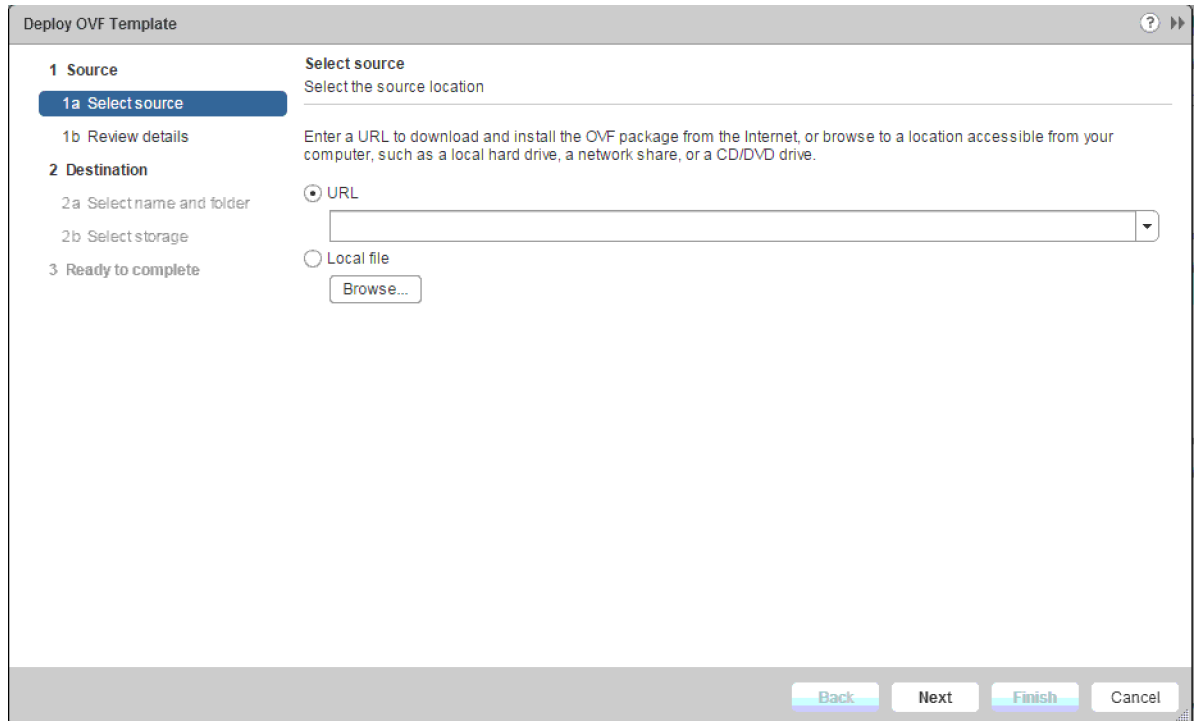 Deploy OVF Template
?
1 Source
1a Select source
1b Review details
2 Destination
2a Select name and folder
2b Select storage
3 Ready to complete
Select source
Select the source location
Enter a URL to download and install the OVF package from the Internet, or browse to a location accessible from your
computer, such as a local hard drive, a network share, or a CD/DVD drive.
URL
Local file
Browse...
Back
Next
Finish
Cancel